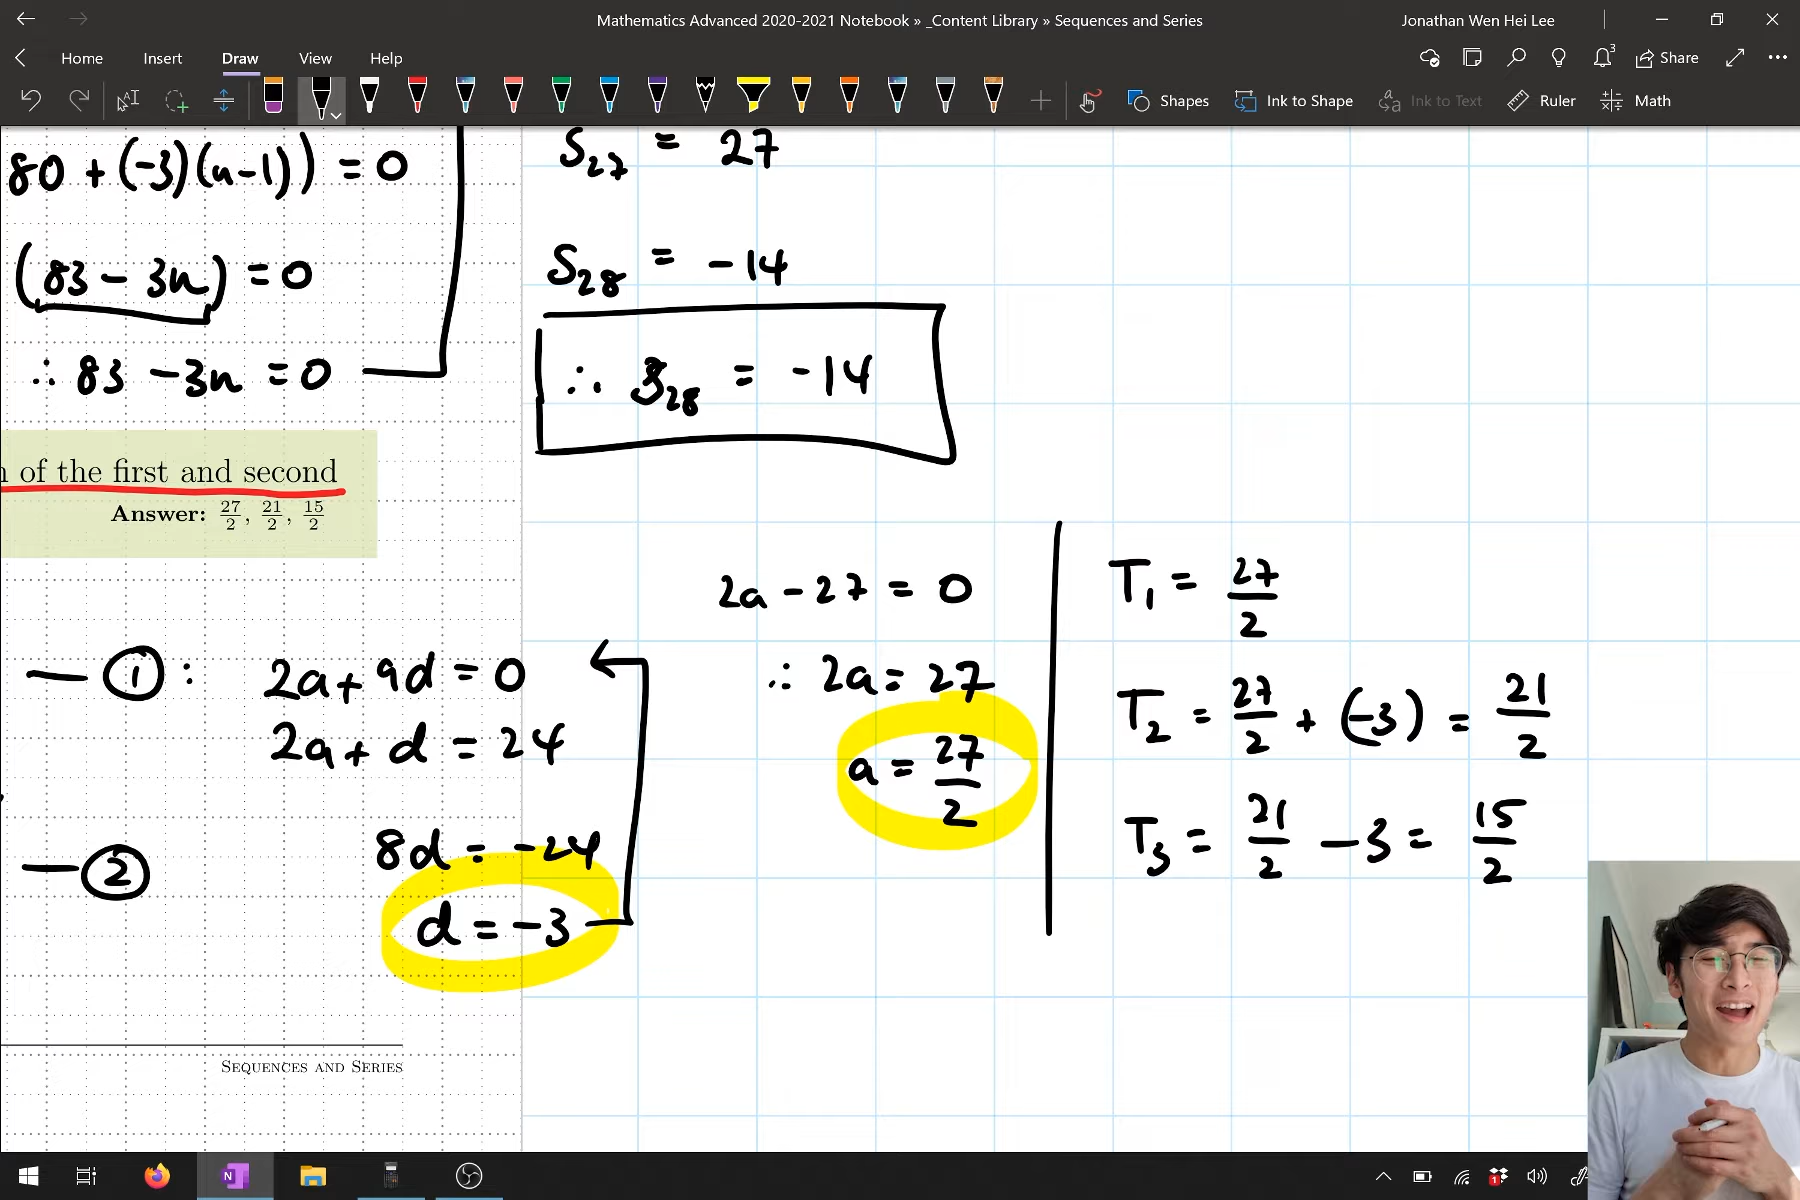 Mathematics Advanced 2020-2021 Notebook » _Content Library » Sequences and Series
Jonathan Wen Hei Lee
Home Insert Draw View Help
3
Share
Shapes Ink to Shape Ink to Text Ruler Math
80 + (-3)(n-1)) = 0
(83 - 3n) = 0
∴ 83 - 3n = 0
S27 = 27
S28 = -14
∴ S28 = -14
of the first and second
Answer: 27/2, 21/2, 15/2
— ① : 2a + 9d = 0
2a + d = 24
— ② 8d = -24
d = -3
2a - 27 = 0
∴ 2a = 27
a = 27/2
T1 = 27/2
T2 = 27/2 + (-3) = 21/2
T3 = 21/2 - 3 = 15/2
Sequences and Series
N
1